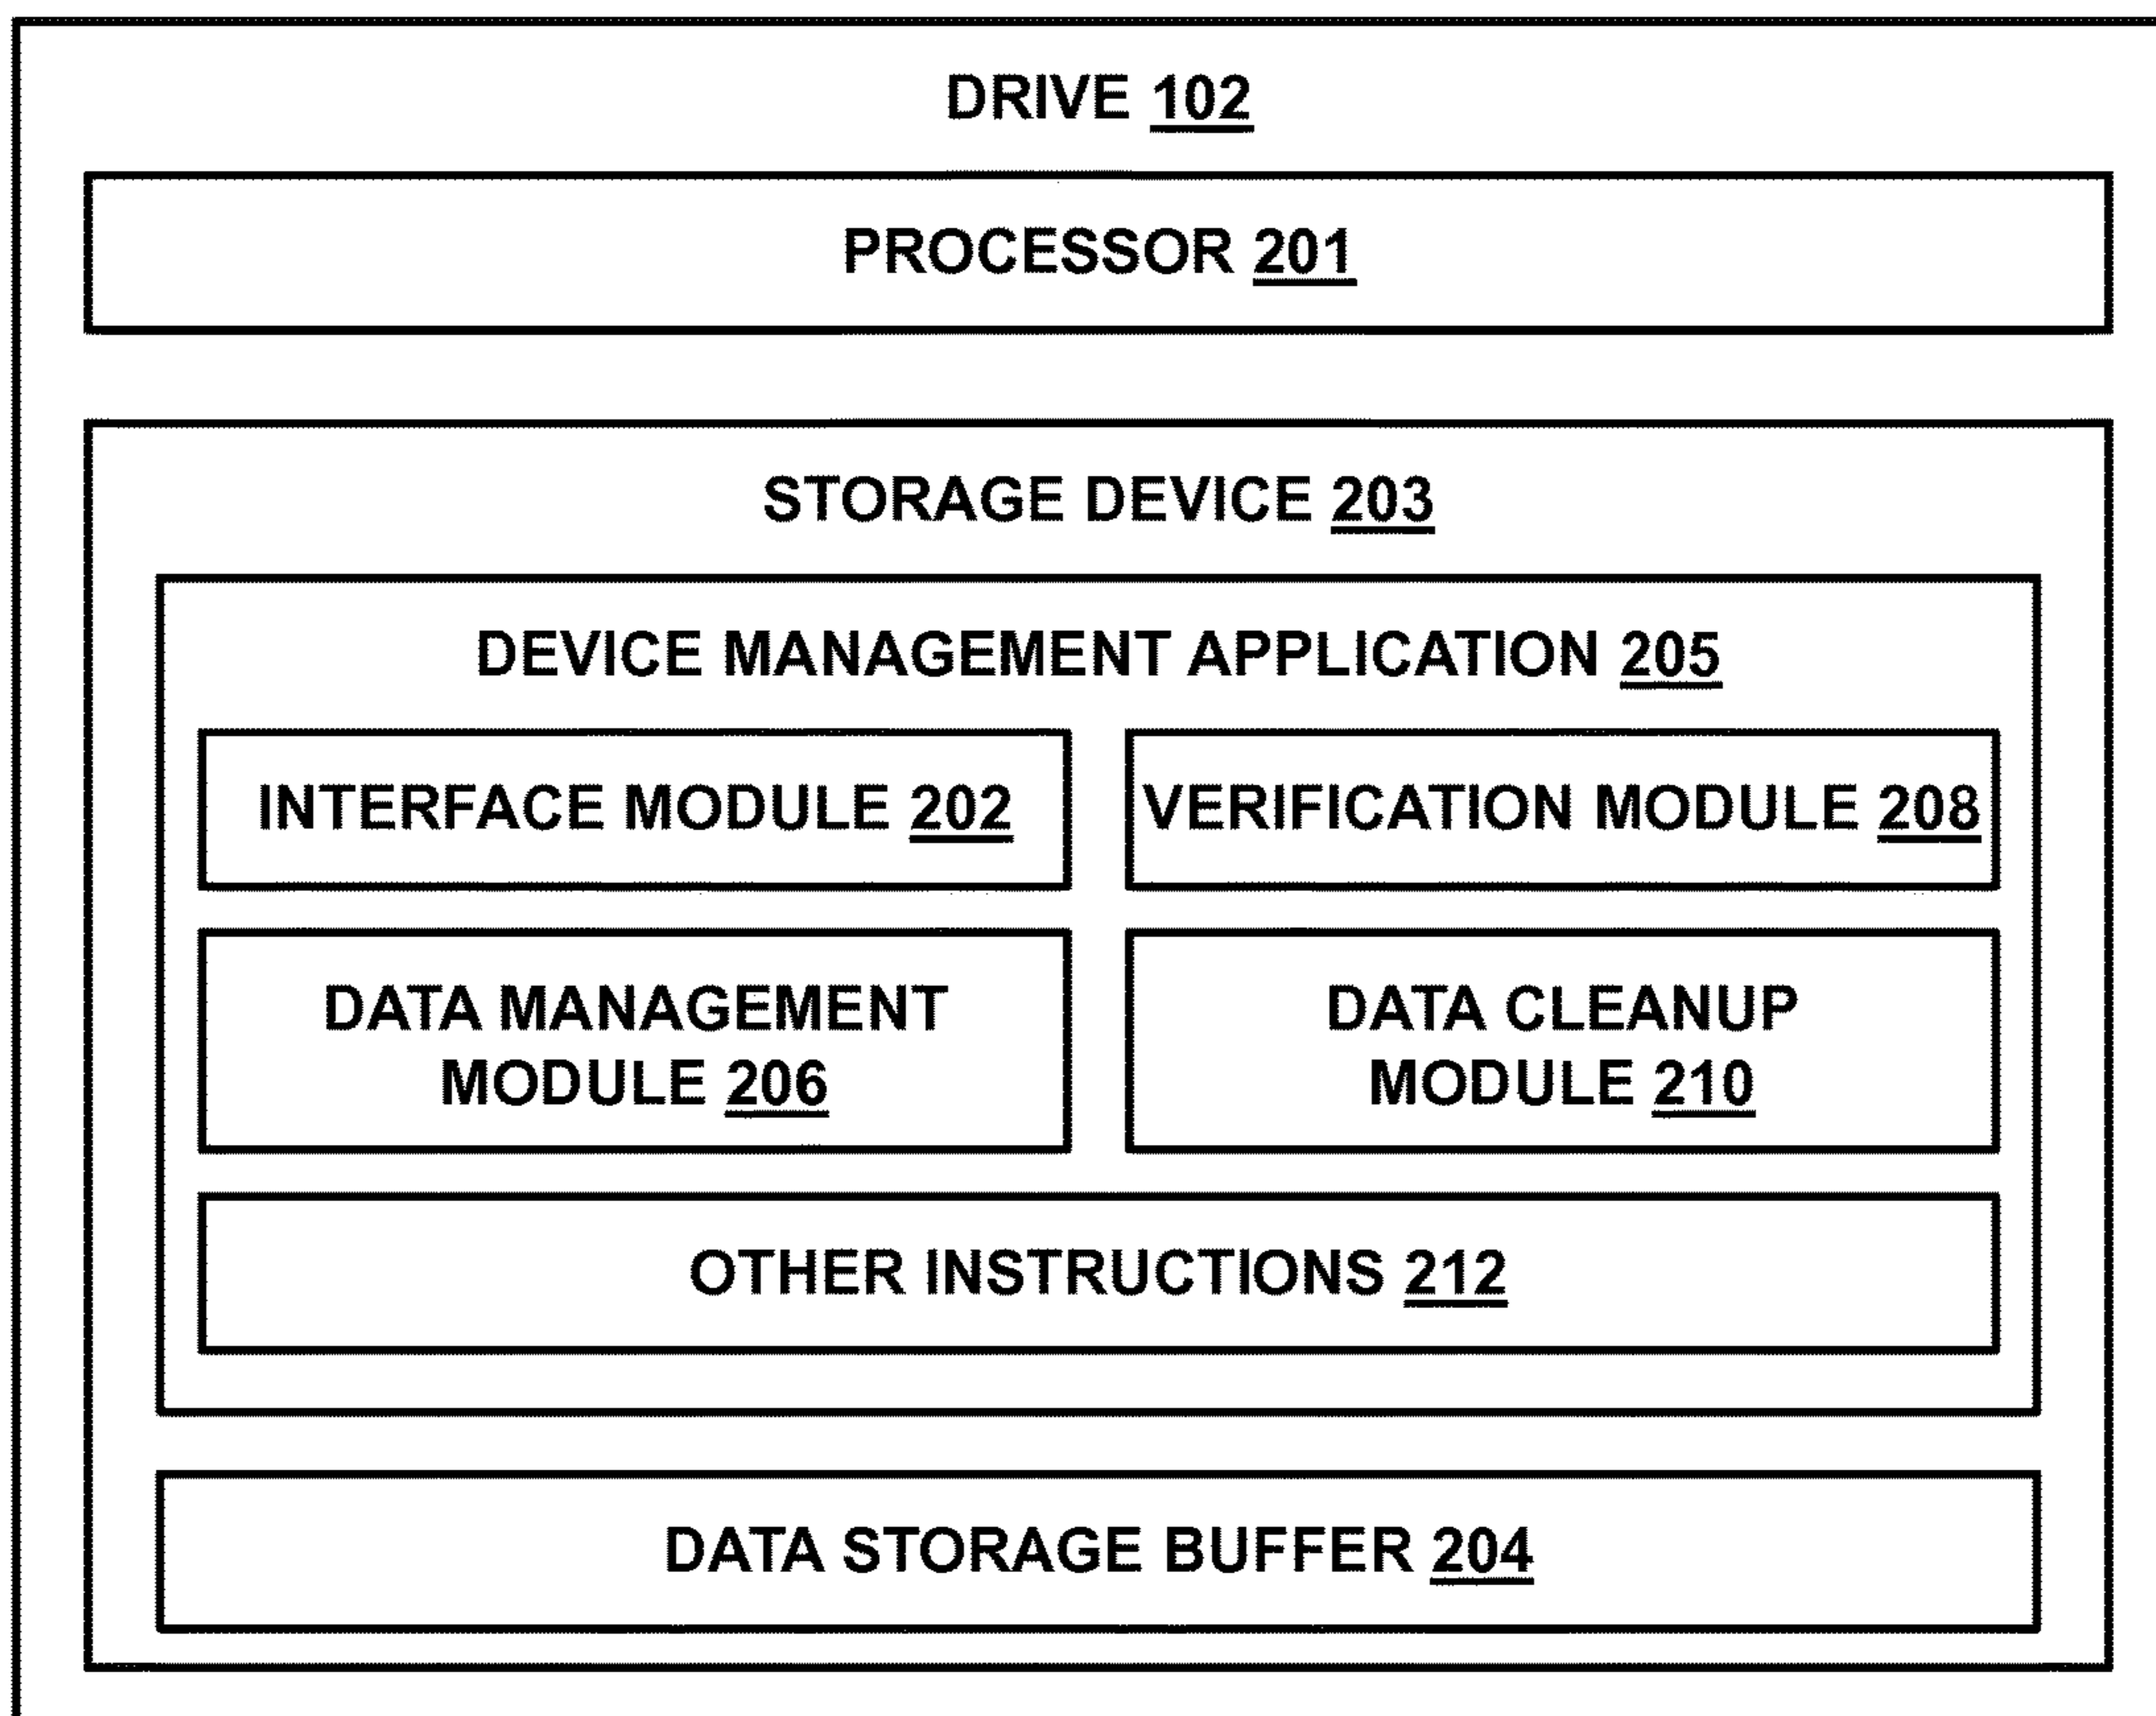 DRIVE 102
PROCESSOR 201
STORAGE DEVICE 203
DEVICE MANAGEMENT APPLICATION 205
INTERFACE MODULE 202
VERIFICATION MODULE 208
DATA MANAGEMENT
MODULE 206
DATA CLEANUP
MODULE 210
OTHER INSTRUCTIONS 212
DATA STORAGE BUFFER 204